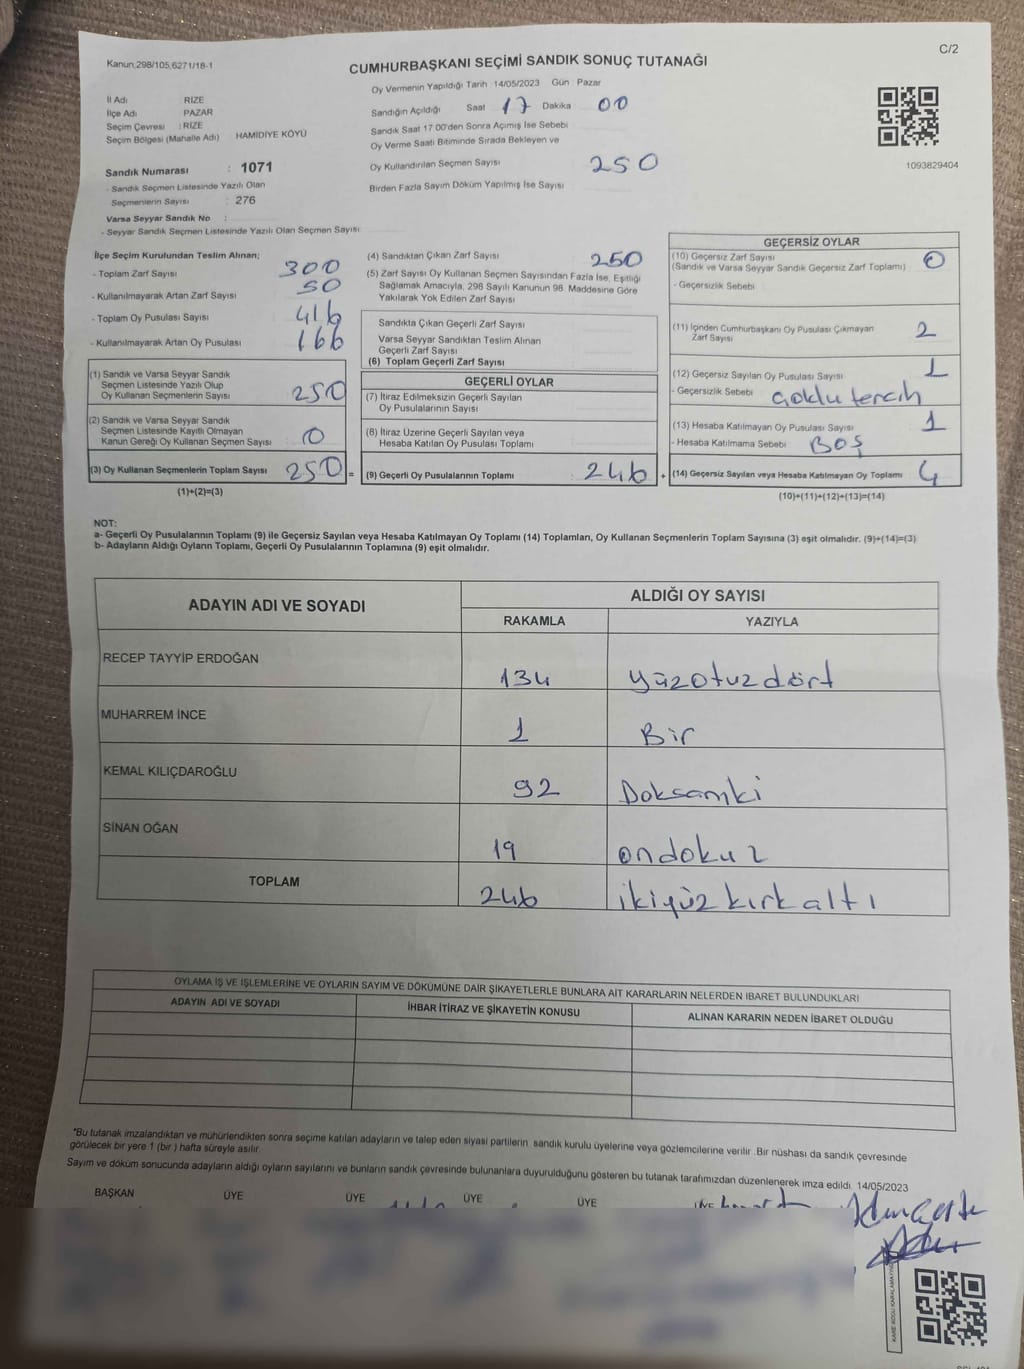 C/2
Kanun,298/105,6271/18-1
CUMHURBAŞKANI SEÇİMİ SANDIK SONUÇ TUTANAĞI
Oy Vermenin Yapıldığı Tarih : 14/05/2023 Gün : Pazar
İl Adı RİZE
İlçe Adı PAZAR
Seçim Çevresi : RİZE
Seçim Bölgesi (Mahalle Adı) HAMİDİYE KÖYÜ
Sandığın Açıldığı Saat 17 Dakika 00
Sandık Saat 17.00'den Sonra Açımış İse Sebebi
Oy Verme Saati Bitiminde Sırada Bekleyen ve
Oy Kullandırılan Seçmen Sayısı 250
Birden Fazla Sayım Döküm Yapılmış İse Sayısı
1093829404
Sandık Numarası : 1071
- Sandık Seçmen Listesinde Yazılı Olan
Seçmenlerin Sayısı : 276
Varsa Seyyar Sandık No :
- Seyyar Sandık Seçmen Listesinde Yazılı Olan Seçmen Sayısı
İlçe Seçim Kurulundan Teslim Alınan;
- Toplam Zarf Sayısı 300
- Kullanılmayarak Artan Zarf Sayısı 50
- Toplam Oy Pusulası Sayısı 416
- Kullanılmayarak Artan Oy Pusulası 166
(1) Sandık ve Varsa Seyyar Sandık
Seçmen Listesinde Yazılı Olup
Oy Kullanan Seçmenlerin Sayısı 250
(2) Sandık ve Varsa Seyyar Sandık
Seçmen Listesinde Kayıtlı Olmayan
Kanun Gereği Oy Kullanan Seçmen Sayısı 0
(3) Oy Kullanan Seçmenlerin Toplam Sayısı 250 =
(1)+(2)=(3)
(4) Sandıktan Çıkan Zarf Sayısı 250
(5) Zarf Sayısı Oy Kullanan Seçmen Sayısından Fazla İse, Eşitliği
Sağlamak Amacıyla, 298 Sayılı Kanunun 98. Maddesine Göre
Yakılarak Yok Edilen Zarf Sayısı
Sandıkta Çıkan Geçerli Zarf Sayısı
Varsa Seyyar Sandıktan Teslim Alınan
Geçerli Zarf Sayısı
(6) Toplam Geçerli Zarf Sayısı
GEÇERLİ OYLAR
(7) İtiraz Edilmeksizin Geçerli Sayılan
Oy Pusulalarının Sayısı
(8) İtiraz Üzerine Geçerli Sayılan veya
Hesaba Katılan Oy Pusulası Toplamı
(9) Geçerli Oy Pusulalarının Toplamı : 246 +
GEÇERSİZ OYLAR
(10) Geçersiz Zarf Sayısı
(Sandık ve Varsa Seyyar Sandık Geçersiz Zarf Toplamı) 0
- Geçersizlik Sebebi
(11) İçinden Cumhurbaşkanı Oy Pusulası Çıkmayan
Zarf Sayısı 2
(12) Geçersiz Sayılan Oy Pusulası Sayısı 1
- Geçersizlik Sebebi çoklu tercih
(13) Hesaba Katılmayan Oy Pusulası Sayısı 1
- Hesaba Katılmama Sebebi BOŞ
(14) Geçersiz Sayılan veya Hesaba Katılmayan Oy Toplamı 4
(10)+(11)+(12)+(13)=(14)
NOT:
a- Geçerli Oy Pusulalarının Toplamı (9) ile Geçersiz Sayılan veya Hesaba Katılmayan Oy Toplamı (14) Toplamları, Oy Kullanan Seçmenlerin Toplam Sayısına (3) eşit olmalıdır. (9)+(14)=(3)
b- Adayların Aldığı Oyların Toplamı, Geçerli Oy Pusulalarının Toplamına (9) eşit olmalıdır.
ADAYIN ADI VE SOYADI ALDIĞI OY SAYISI
RAKAMLA YAZIYLA
RECEP TAYYİP ERDOĞAN 134 yüzotuzdört
MUHARREM İNCE 1 Bir
KEMAL KILIÇDAROĞLU 92 Doksaniki
SİNAN OĞAN 19 ondokuz
TOPLAM 246 ikiyüzkırkaltı
OYLAMA İŞ VE İŞLEMLERİNE VE OYLARIN SAYIM VE DÖKÜMÜNE DAİR ŞİKAYETLERLE BUNLARA AİT KARARLARIN NELERDEN İBARET BULUNDUKLARI
ADAYIN ADI VE SOYADI İHBAR İTİRAZ VE ŞİKAYETİN KONUSU ALINAN KARARIN NEDEN İBARET OLDUĞU
*Bu tutanak imzalandıktan ve mühürlendikten sonra seçime katılan adayların ve talep eden siyasi partilerin sandık kurulu üyelerine veya gözlemcilerine verilir. Bir nüshası da sandık çevresinde
görülecek bir yere 1 (bir) hafta süreyle asılır.
Sayım ve döküm sonucunda adayların aldığı oyların sayılarını ve bunların sandık çevresinde bulunanlara duyurulduğunu gösteren bu tutanak tarafımızdan düzenlenerek imza edildi. 14/05/2023
BAŞKAN ÜYE ÜYE ÜYE ÜYE ÜYE